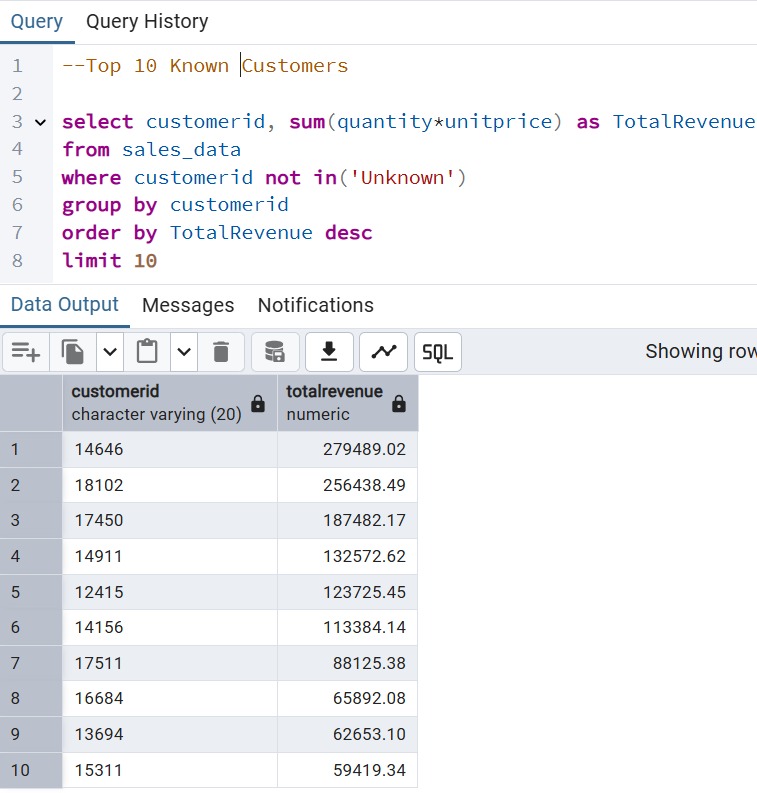 Query Query History
1 --Top 10 Known Customers
2
3 select customerid, sum(quantity*unitprice) as TotalRevenue
4 from sales_data
5 where customerid not in('Unknown')
6 group by customerid
7 order by TotalRevenue desc
8 limit 10
Data Output Messages Notifications
SQL Showing row
customerid totalrevenue
character varying (20) numeric
1 14646 279489.02
2 18102 256438.49
3 17450 187482.17
4 14911 132572.62
5 12415 123725.45
6 14156 113384.14
7 17511 88125.38
8 16684 65892.08
9 13694 62653.10
10 15311 59419.34